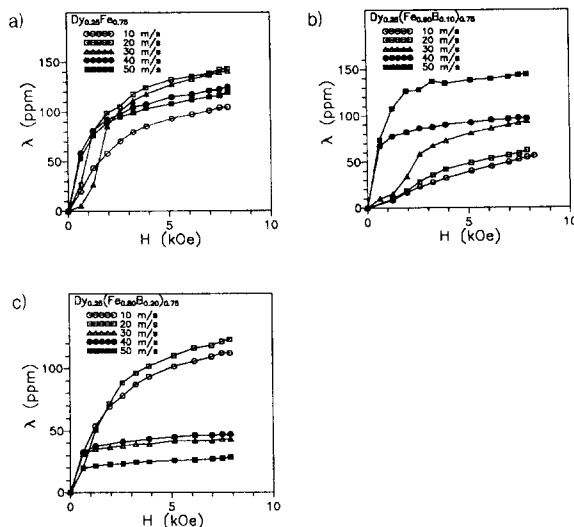 a)
Dy0.25Fe0.75
10 m/s
20 m/s
30 m/s
40 m/s
50 m/s
150
100
50
0
λ (ppm)
0
5
10
H (kOe)
b)
Dy0.25(Fe0.90B0.10)0.75
10 m/s
20 m/s
30 m/s
40 m/s
50 m/s
150
100
50
0
λ (ppm)
0
5
10
H (kOe)
c)
Dy0.25(Fe0.80B0.20)0.75
10 m/s
20 m/s
30 m/s
40 m/s
50 m/s
100
50
0
λ (ppm)
0
5
10
H (kOe)